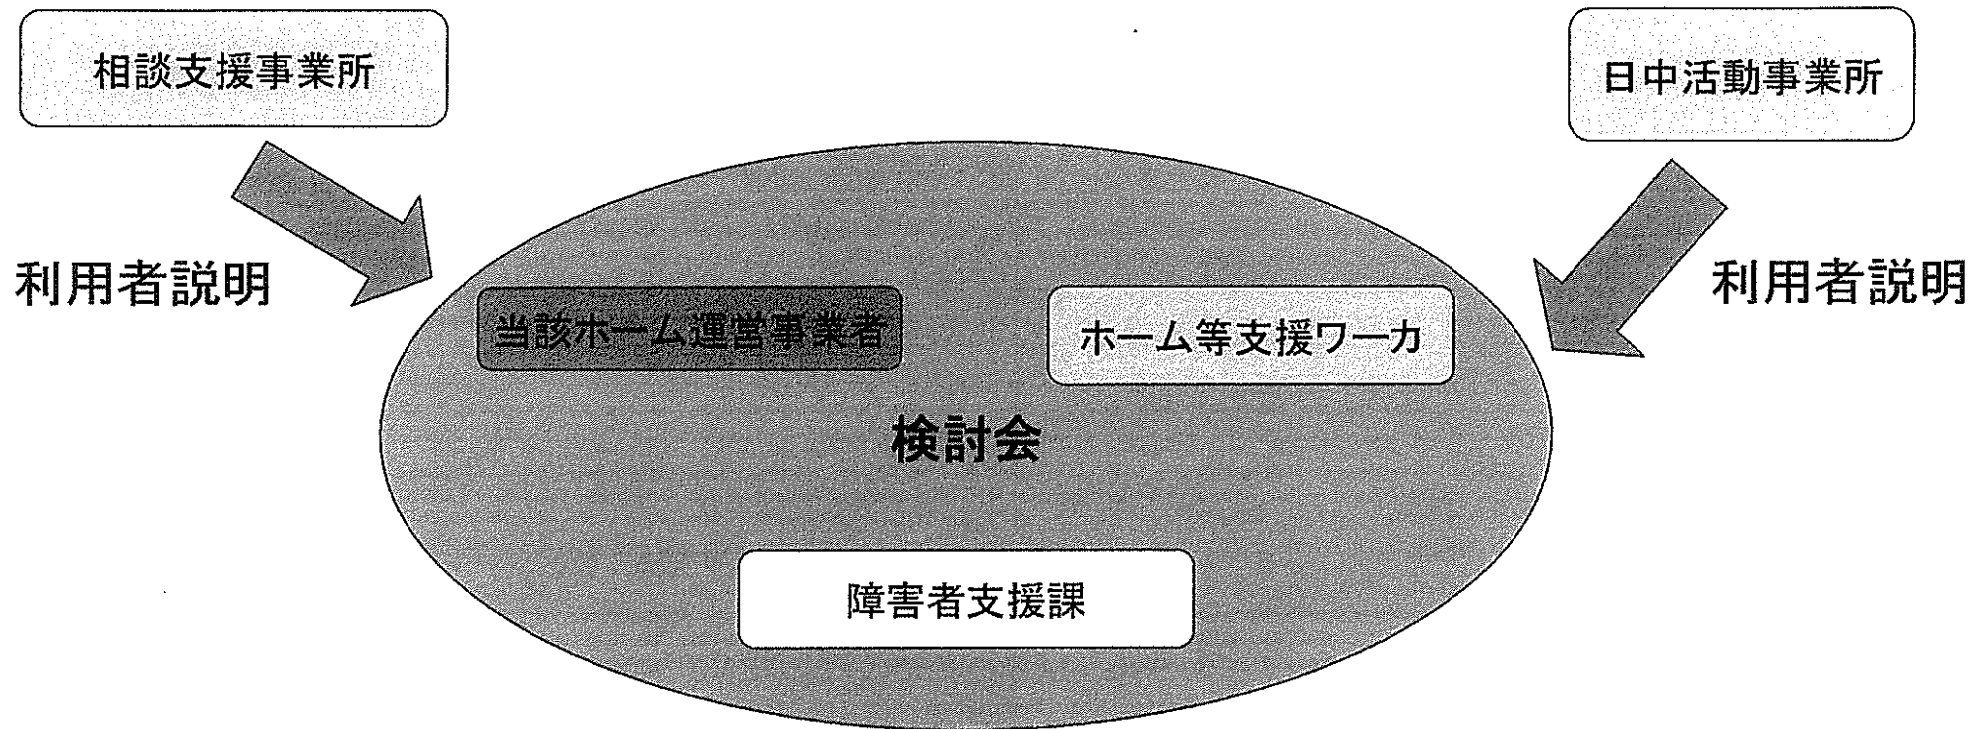 相談支援事業所
日中活動事業所
利用者説明
利用者説明
当該ホーム運営事業者
ホーム等支援ワーカ
検討会
障害者支援課